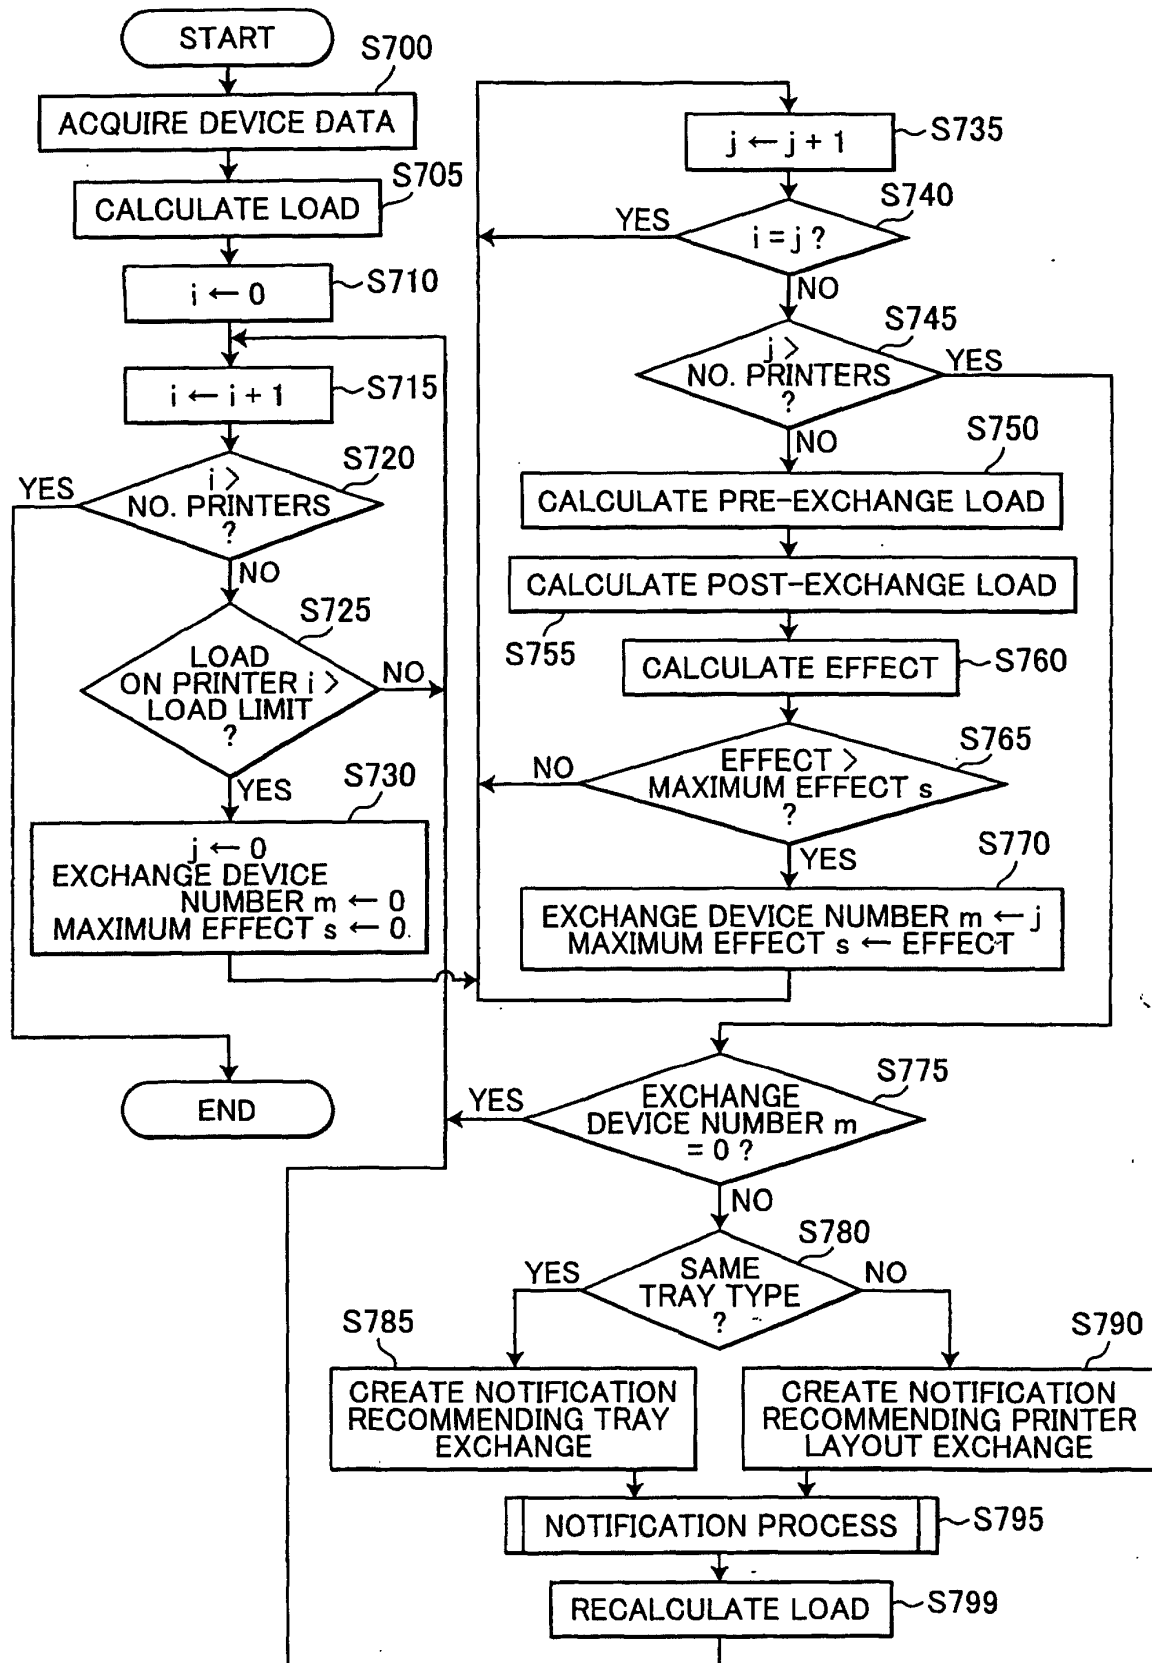 START
S700
ACQUIRE DEVICE DATA
S705
CALCULATE LOAD
i ← 0
S710
i ← i + 1
S715
S720
YES
i >
NO. PRINTERS
?
NO
S725
LOAD
ON PRINTER i >
LOAD LIMIT
?
NO
YES
S730
j ← 0
EXCHANGE DEVICE
NUMBER m ← 0
MAXIMUM EFFECT s ← 0
END
j ← j + 1
S735
S740
YES
i = j ?
NO
S745
j >
NO. PRINTERS
?
YES
NO
S750
CALCULATE PRE-EXCHANGE LOAD
CALCULATE POST-EXCHANGE LOAD
S755
CALCULATE EFFECT
S760
S765
NO
EFFECT >
MAXIMUM EFFECT s
?
YES
S770
EXCHANGE DEVICE NUMBER m ← j
MAXIMUM EFFECT s ← EFFECT
S775
YES
EXCHANGE
DEVICE NUMBER m
= 0 ?
NO
S780
YES
SAME
TRAY TYPE
?
NO
S785
CREATE NOTIFICATION
RECOMMENDING TRAY
EXCHANGE
S790
CREATE NOTIFICATION
RECOMMENDING PRINTER
LAYOUT EXCHANGE
NOTIFICATION PROCESS
S795
RECALCULATE LOAD
S799